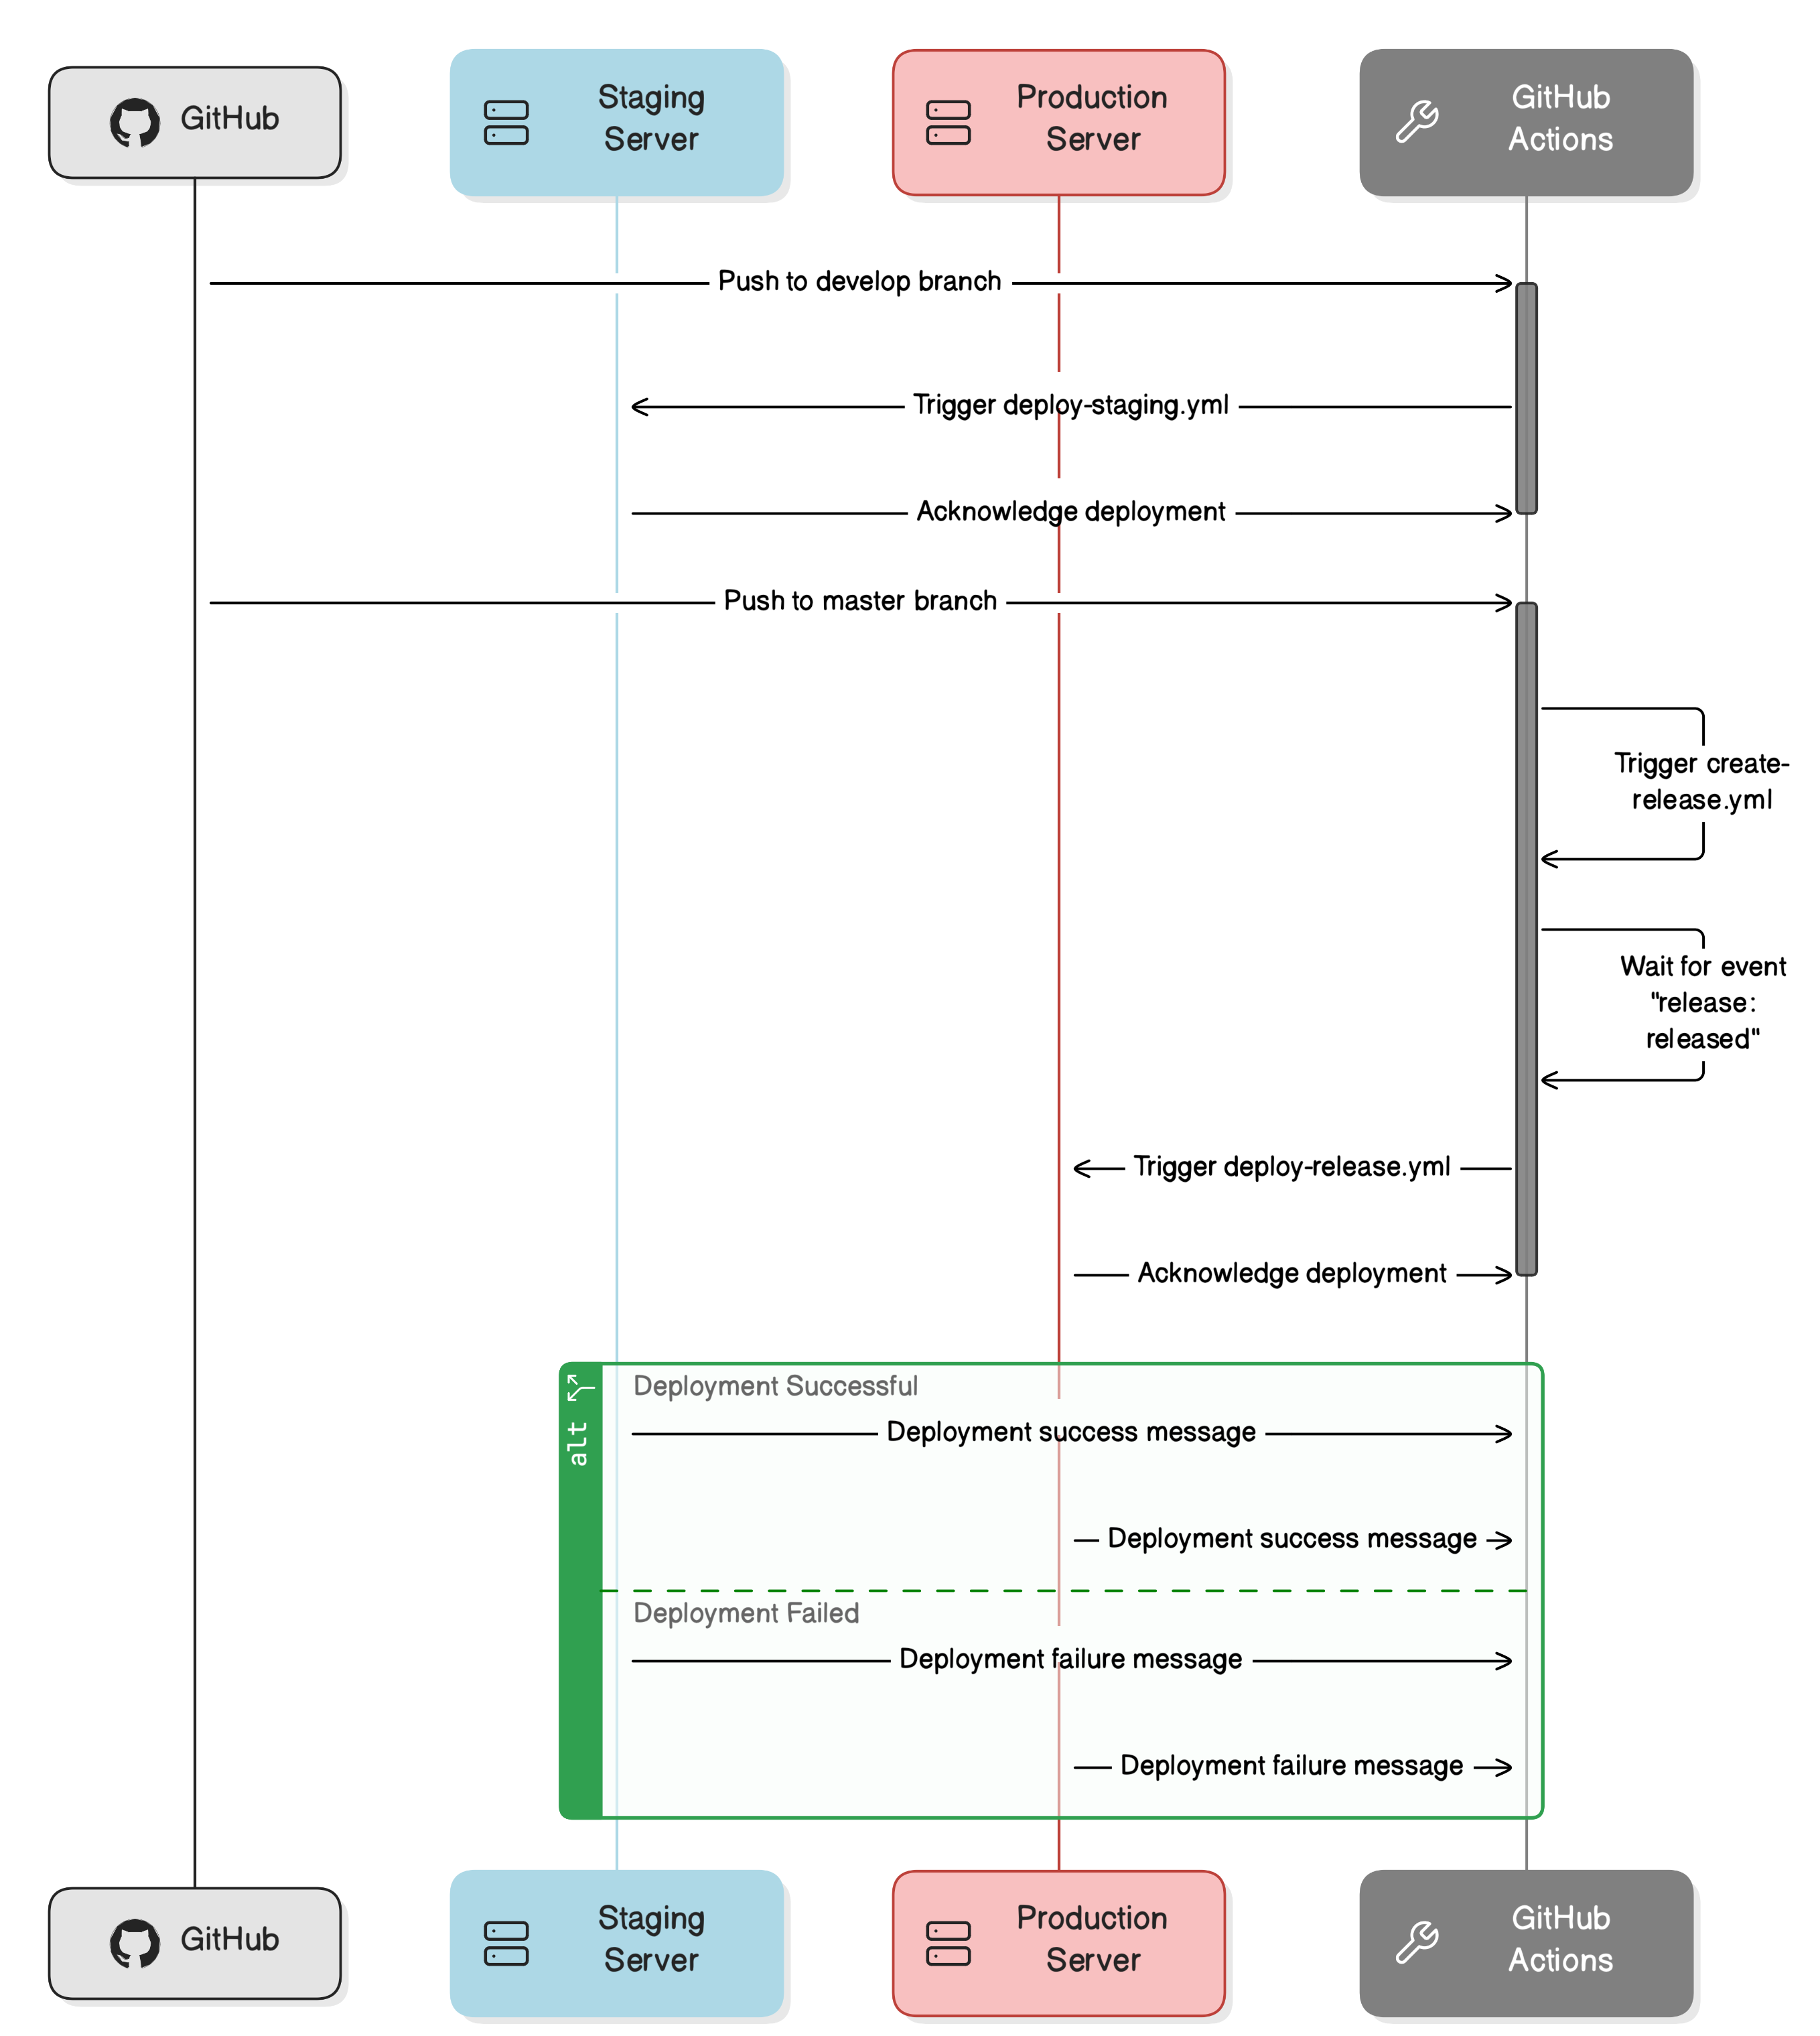 GitHub
Staging
Server
Production
Server
GitHub
Actions
Push to develop branch
Trigger deploy-staging.yml
Acknowledge deployment
Push to master branch
Trigger create-
release.yml
Wait for event
"release:
released"
Trigger deploy-release.yml
Acknowledge deployment
alt
Deployment Successful
Deployment success message
Deployment success message
Deployment Failed
Deployment failure message
Deployment failure message
GitHub
Staging
Server
Production
Server
GitHub
Actions